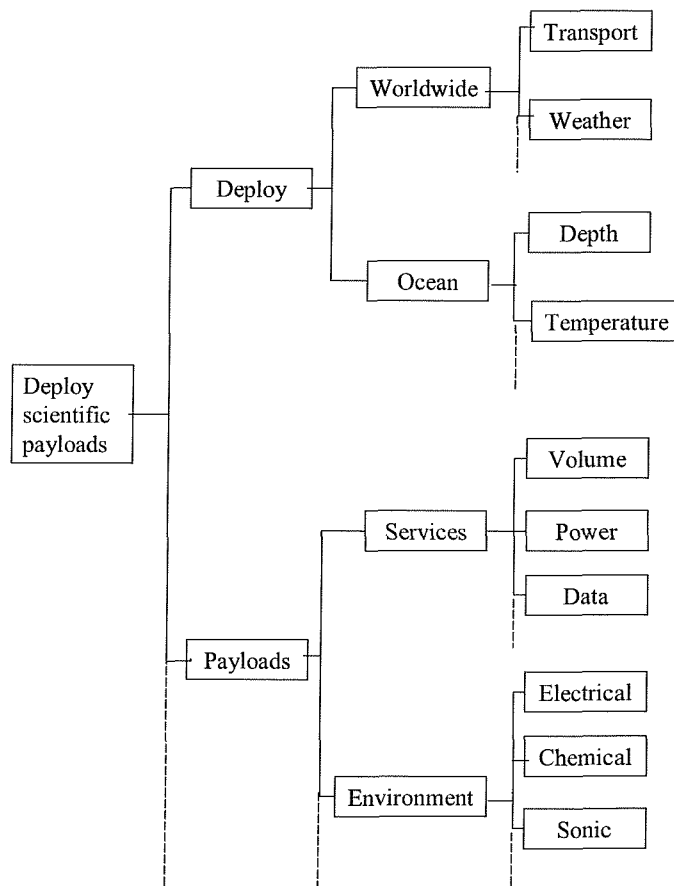 Transport
Worldwide
Weather
Deploy
Depth
Ocean
Temperature
Deploy
scientific
payloads
Volume
Services
Power
Data
Payloads
Electrical
Chemical
Environment
Sonic